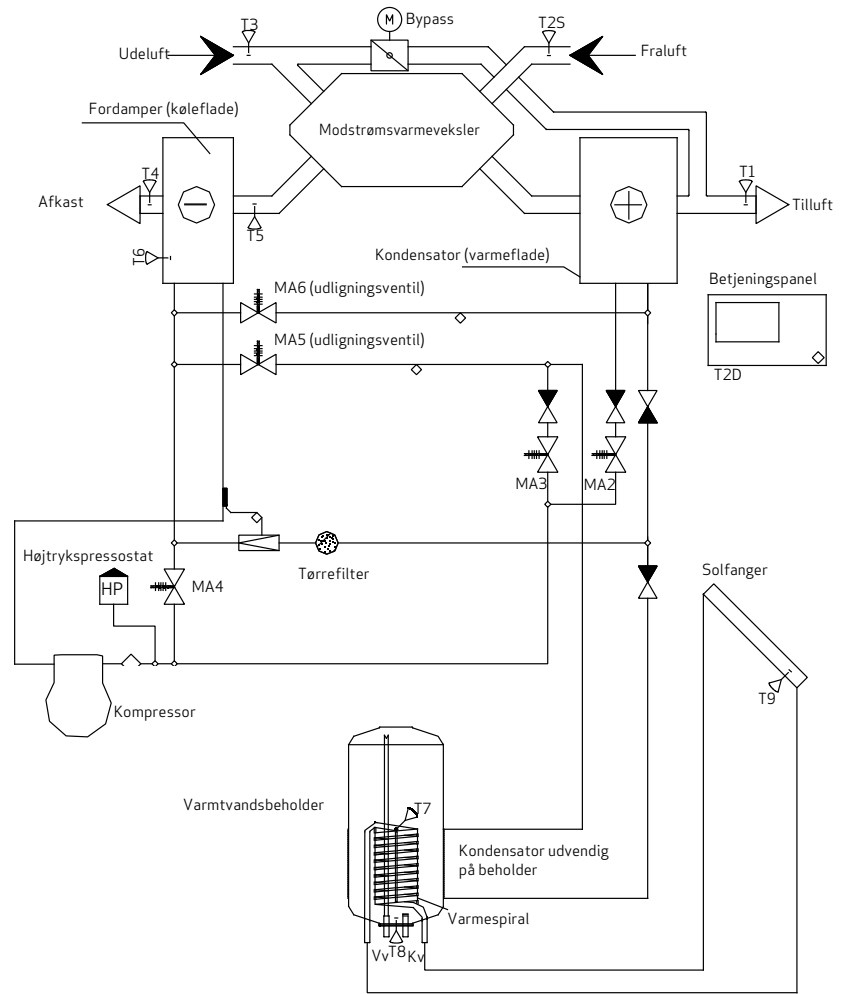 T3
M
Bypass
T2S
Udeluft
Fraluft
Fordamper (køleflade)
Modstrømsvarmeveksler
T4
T1
Afkast
Tilluft
T5
T6
Kondensator (varmeflade)
MA6 (udligningsventil)
Betjeningspanel
MA5 (udligningsventil)
T2D
MA3
MA2
Højtrykspressostat
Tørrefilter
Solfanger
HP
MA4
T9
Kompressor
Varmtvandsbeholder
T7
Kondensator udvendig
på beholder
Varmespiral
Vv
T8
Kv